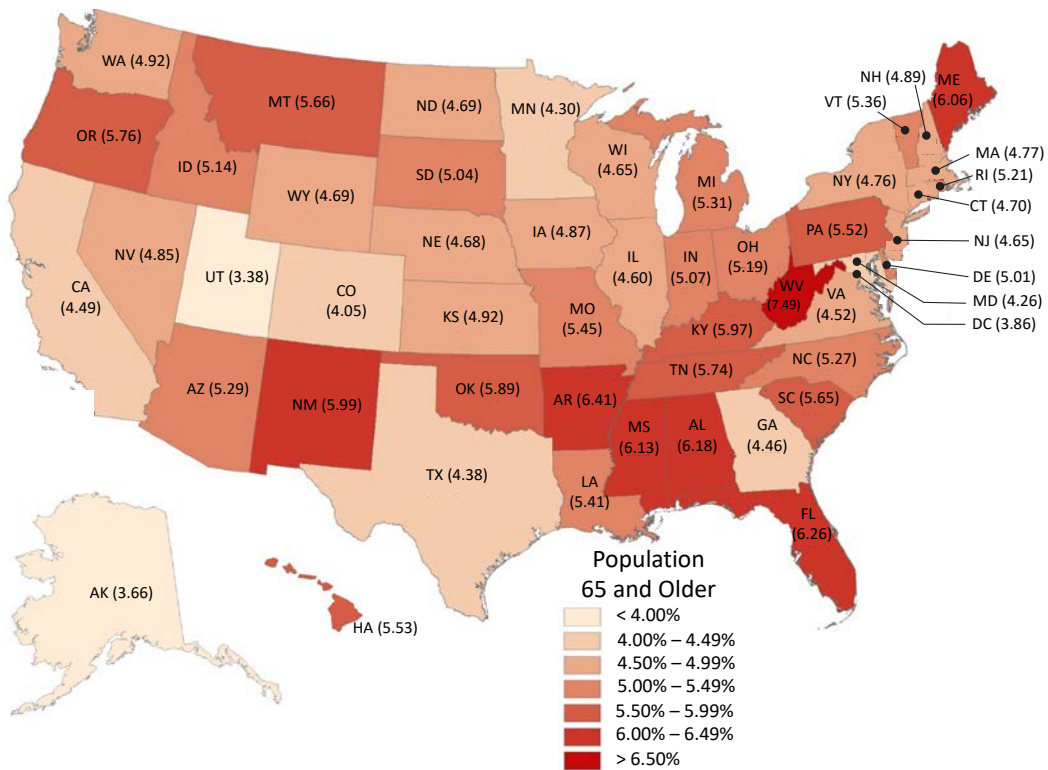 WA (4.92)
MT (5.66)
ND (4.69)
MN (4.30)
NH (4.89)
ME
(6.06)
VT (5.36)
OR (5.76)
ID (5.14)
SD (5.04)
WI
(4.65)
MI
(5.31)
NY (4.76)
MA (4.77)
RI (5.21)
CT (4.70)
WY (4.69)
NE (4.68)
IA (4.87)
PA (5.52)
NJ (4.65)
NV (4.85)
UT (3.38)
CO
(4.05)
IL
(4.60)
IN
(5.07)
OH
(5.19)
DE (5.01)
MD (4.26)
DC (3.86)
CA
(4.49)
KS (4.92)
MO
(5.45)
WV
(7.49)
VA
(4.52)
KY (5.97)
AZ (5.29)
NM (5.99)
OK (5.89)
AR (6.41)
TN (5.74)
NC (5.27)
SC (5.65)
TX (4.38)
MS
(6.13)
AL
(6.18)
GA
(4.46)
LA
(5.41)
FL
(6.26)
AK (3.66)
HA (5.53)
Population
65 and Older
< 4.00%
4.00% – 4.49%
4.50% – 4.99%
5.00% – 5.49%
5.50% – 5.99%
6.00% – 6.49%
> 6.50%